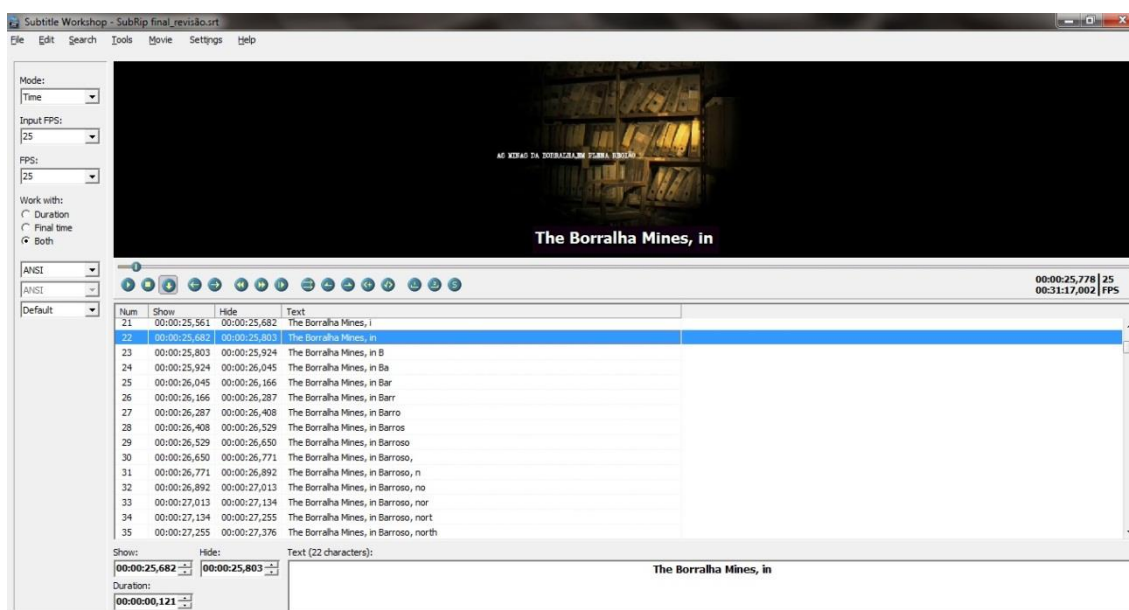 Subtitle Workshop - SubRip final_revisão.srt
File Edit Search Tools Movie Settings Help
Mode:
Time
Input FPS:
25
FPS:
25
Work with:
Duration
Final time
Both
ANSI
ANSI
Default
AS MINAS DA BORRALHA,EM PLENA REGIÃO
The Borralha Mines, in
00:00:25,778 25
00:31:17,002 FPS
Num Show Hide Text
21 00:00:25,561 00:00:25,682 The Borralha Mines, i
22 00:00:25,682 00:00:25,803 The Borralha Mines, in
23 00:00:25,803 00:00:25,924 The Borralha Mines, in B
24 00:00:25,924 00:00:26,045 The Borralha Mines, in Ba
25 00:00:26,045 00:00:26,166 The Borralha Mines, in Bar
26 00:00:26,166 00:00:26,287 The Borralha Mines, in Barr
27 00:00:26,287 00:00:26,408 The Borralha Mines, in Barro
28 00:00:26,408 00:00:26,529 The Borralha Mines, in Barros
29 00:00:26,529 00:00:26,650 The Borralha Mines, in Barroso
30 00:00:26,650 00:00:26,771 The Borralha Mines, in Barroso,
31 00:00:26,771 00:00:26,892 The Borralha Mines, in Barroso, n
32 00:00:26,892 00:00:27,013 The Borralha Mines, in Barroso, no
33 00:00:27,013 00:00:27,134 The Borralha Mines, in Barroso, nor
34 00:00:27,134 00:00:27,255 The Borralha Mines, in Barroso, nort
35 00:00:27,255 00:00:27,376 The Borralha Mines, in Barroso, north
Show: Hide: Text (22 characters):
00:00:25,682 00:00:25,803 The Borralha Mines, in
Duration:
00:00:00,121